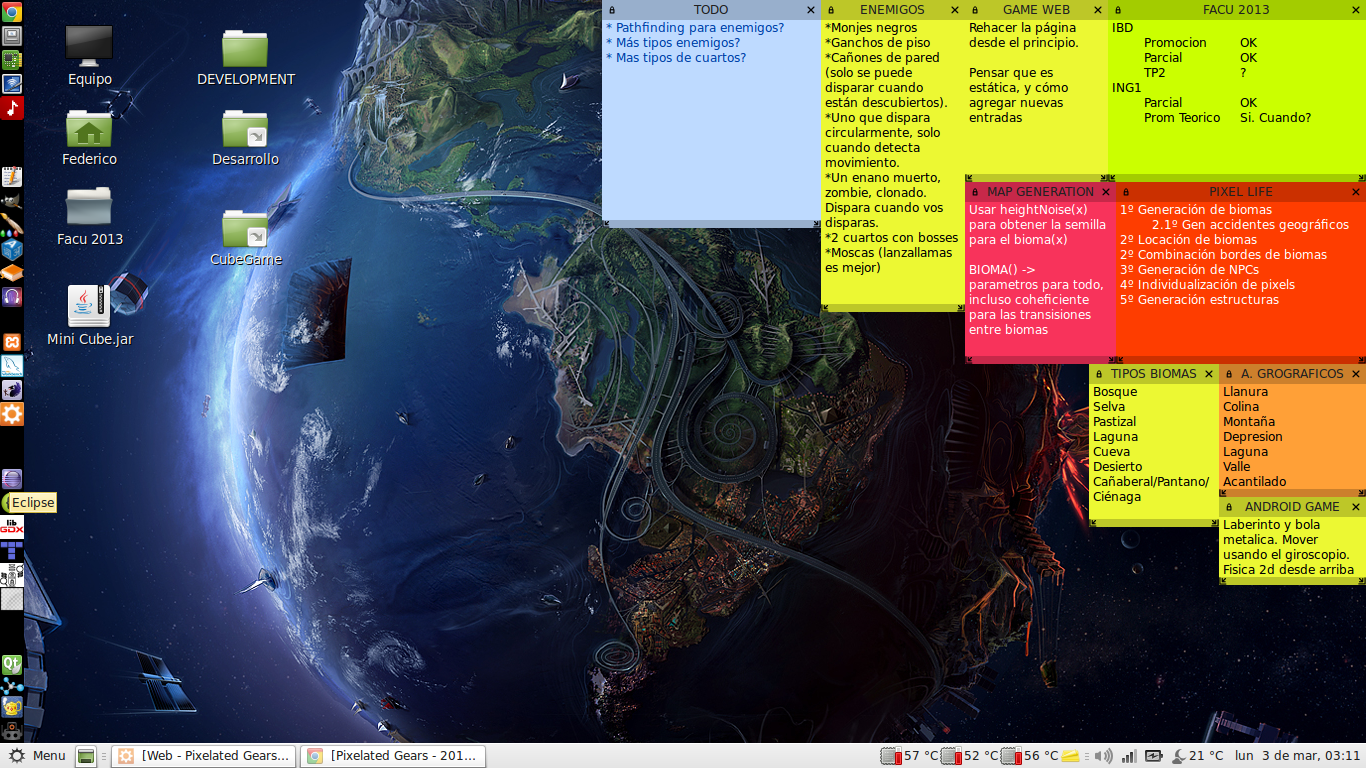 Equipo
DEVELOPMENT
Federico
Desarrollo
Facu 2013
CubeGame
Mini Cube.jar
Eclipse
lib
GDX
Qt
TODO
* Pathfinding para enemigos?
* Más tipos enemigos?
* Mas tipos de cuartos?
ENEMIGOS
*Monjes negros
*Ganchos de piso
*Cañones de pared
(solo se puede
disparar cuando
están descubiertos).
*Uno que dispara
circularmente, solo
cuando detecta
movimiento.
*Un enano muerto,
zombie, clonado.
Dispara cuando vos
disparas.
*2 cuartos con bosses
*Moscas (lanzallamas
es mejor)
GAME WEB
Rehacer la página
desde el principio.
Pensar que es
estática, y cómo
agregar nuevas
entradas
FACU 2013
IBD
Promocion OK
Parcial OK
TP2 ?
ING1
Parcial OK
Prom Teorico Si. Cuando?
MAP GENERATION
Usar heightNoise(x)
para obtener la semilla
para el bioma(x)
BIOMA() ->
parametros para todo,
incluso coheficiente
para las transisiones
entre biomas
PIXEL LIFE
1º Generación de biomas
2.1º Gen accidentes geográficos
2º Locación de biomas
2º Combinación bordes de biomas
3º Generación de NPCs
4º Individualización de pixels
5º Generación estructuras
TIPOS BIOMAS
Bosque
Selva
Pastizal
Laguna
Cueva
Desierto
Cañaberal/Pantano/
Ciénaga
A. GROGRAFICOS
Llanura
Colina
Montaña
Depresion
Laguna
Valle
Acantilado
ANDROID GAME
Laberinto y bola
metalica. Mover
usando el giroscopio.
Fisica 2d desde arriba
Menu
[Web - Pixelated Gears...
[Pixelated Gears - 201...
57 °C 52 °C 56 °C 21 °C lun 3 de mar, 03:11